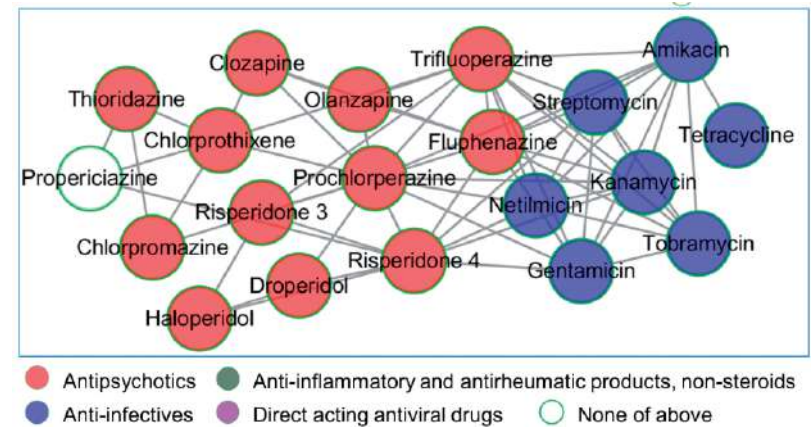 Clozapine
Trifluoperazine
Amikacin
Thioridazine
Olanzapine
Streptomycin
Chlorprothixene
Fluphenazine
Tetracycline
Propericiazine
Prochlorperazine
Kanamycin
Risperidone 3
Netilmicin
Chlorpromazine
Risperidone 4
Tobramycin
Droperidol
Gentamicin
Haloperidol
Antipsychotics
Anti-inflammatory and antirheumatic products, non-steroids
Anti-infectives
Direct acting antiviral drugs
None of above